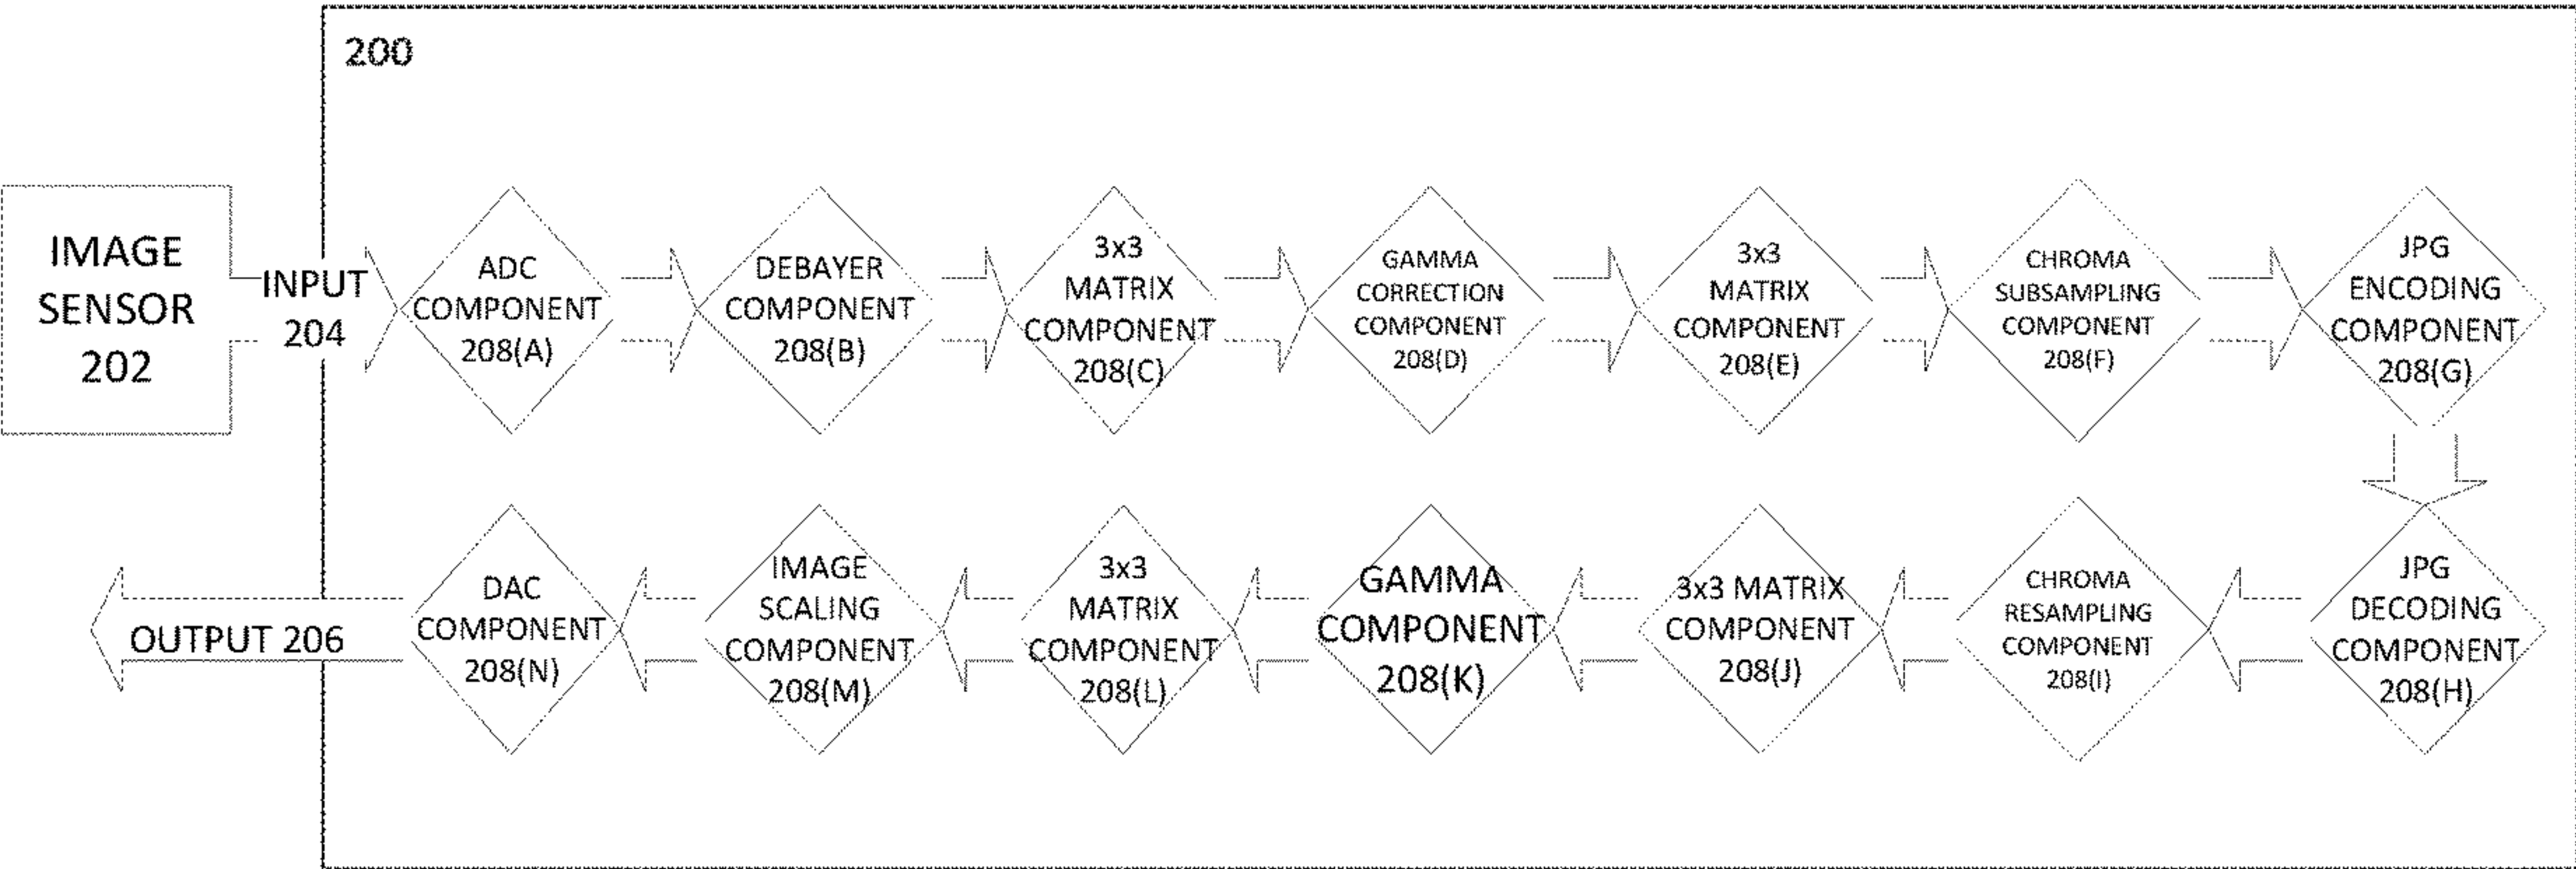 200
IMAGE
SENSOR
202
INPUT
204
ADC
COMPONENT
208(A)
DEBAYER
COMPONENT
208(B)
3x3
MATRIX
COMPONENT
208(C)
GAMMA
CORRECTION
COMPONENT
208(D)
3x3
MATRIX
COMPONENT
208(E)
CHROMA
SUBSAMPLING
COMPONENT
208(F)
JPG
ENCODING
COMPONENT
208(G)
OUTPUT 206
DAC
COMPONENT
208(N)
IMAGE
SCALING
COMPONENT
208(M)
3x3
MATRIX
COMPONENT
208(L)
GAMMA
COMPONENT
208(K)
3x3 MATRIX
COMPONENT
208(J)
CHROMA
RESAMPLING
COMPONENT
208(I)
JPG
DECODING
COMPONENT
208(H)